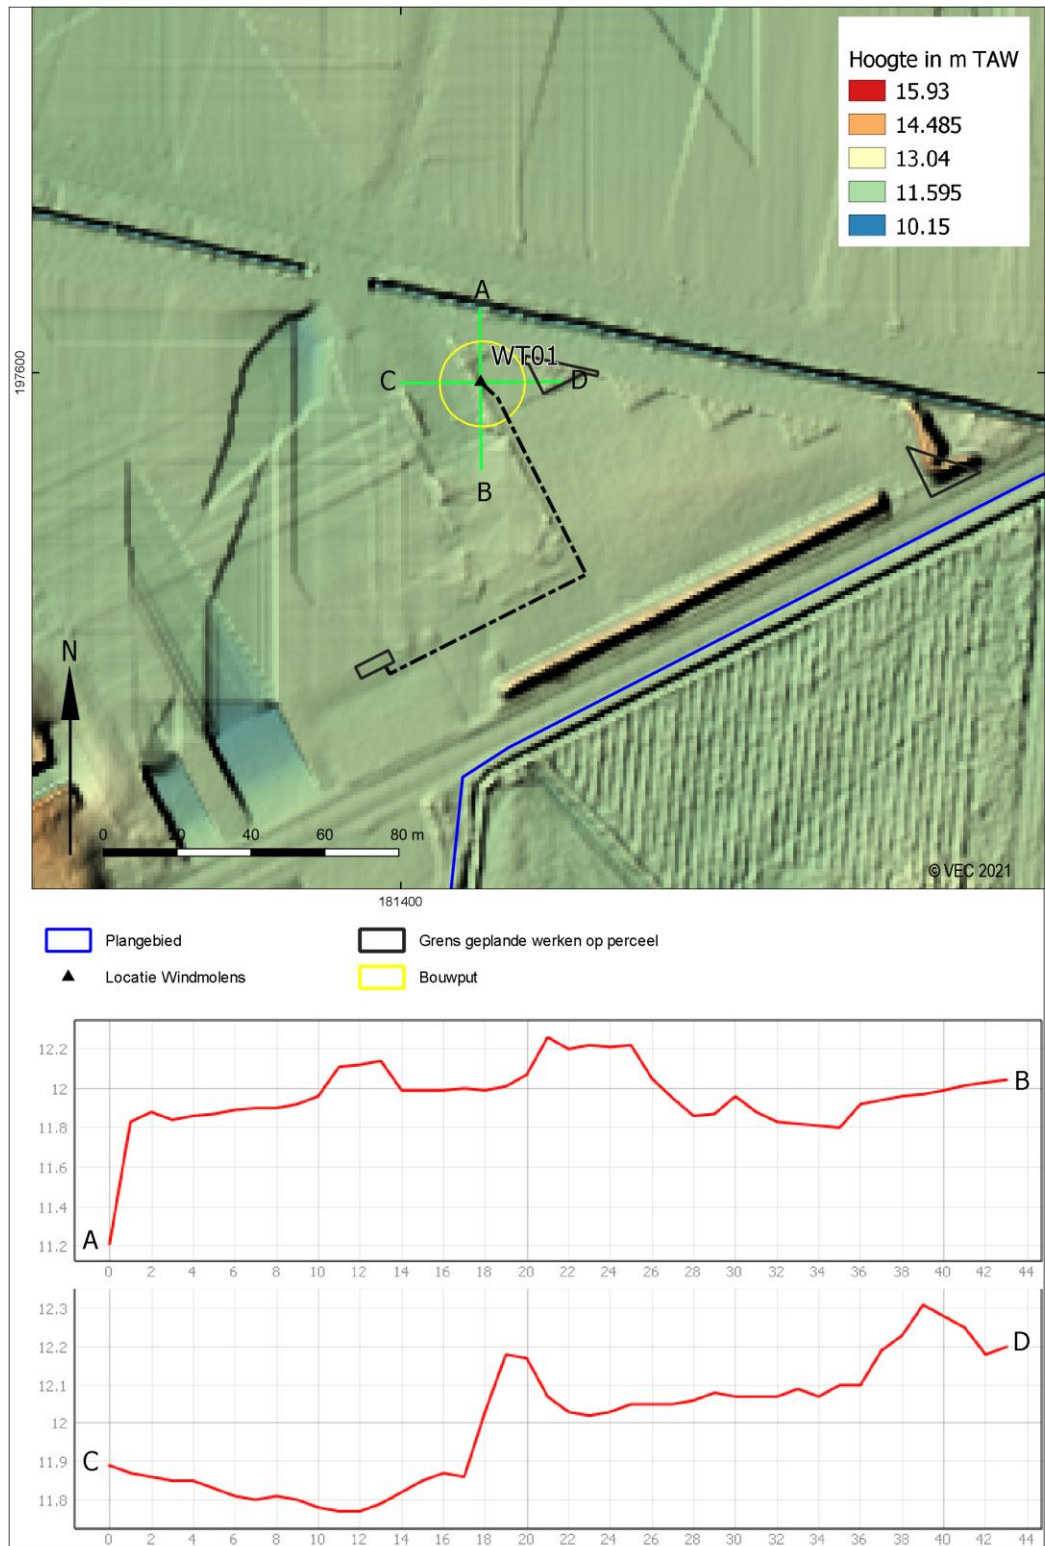 Hoogte in m TAW
15.93
14.485
13.04
11.595
10.15
197600
A
WT01
C
D
B
N
0 20 40 60 80 m
© VEC 2021
181400
Plangebied
Grens geplande werken op perceel
Locatie Windmolens
Bouwput
12.2
12
11.8
11.6
11.4
11.2
A
B
0 2 4 6 8 10 12 14 16 18 20 22 24 26 28 30 32 34 36 38 40 42 44
12.3
12.2
12.1
12
11.9
11.8
C
D
0 2 4 6 8 10 12 14 16 18 20 22 24 26 28 30 32 34 36 38 40 42 44